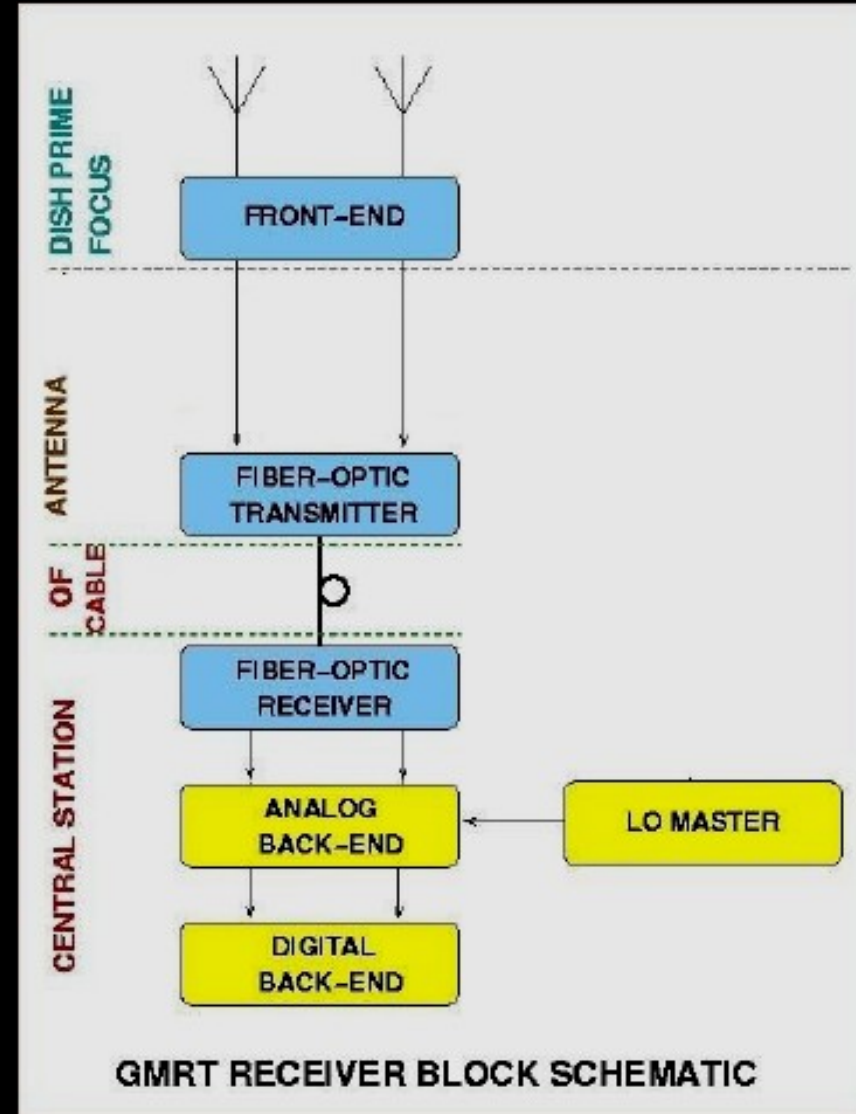 DISH PRIME
FOCUS
FRONT-END
ANTENNA
FIBER-OPTIC
TRANSMITTER
OF
CABLE
CENTRAL STATION
FIBER-OPTIC
RECEIVER
ANALOG
BACK-END
LO MASTER
DIGITAL
BACK-END
GMRT RECEIVER BLOCK SCHEMATIC